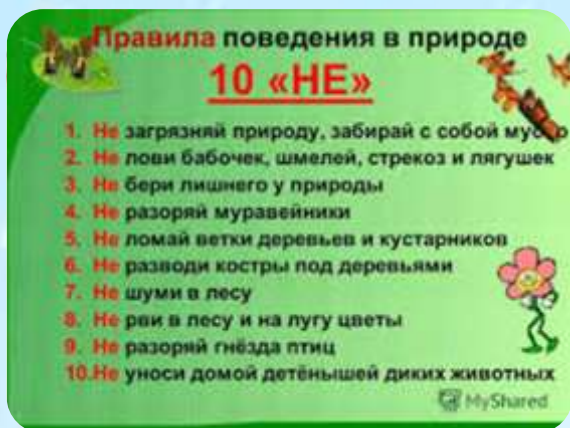 Правила поведения в природе
10 «НЕ»
1. Не загрязняй природу, забирай с собой мусор
2. Не лови бабочек, шмелей, стрекоз и лягушек
3. Не бери лишнего у природы
4. Не разоряй муравейники
5. Не ломай ветки деревьев и кустарников
6. Не разводи костры под деревьями
7. Не шуми в лесу
8. Не рви в лесу и на лугу цветы
9. Не разоряй гнёзда птиц
10.Не уноси домой детёнышей диких животных
MyShared